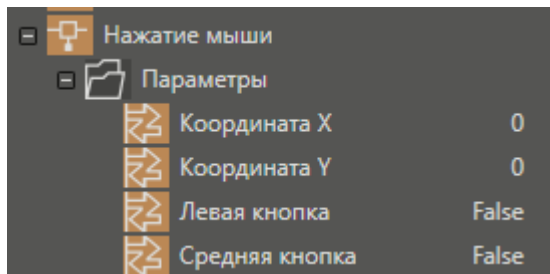 Нажатие мыши
Параметры
Координата X 0
Координата Y 0
Левая кнопка False
Средняя кнопка False